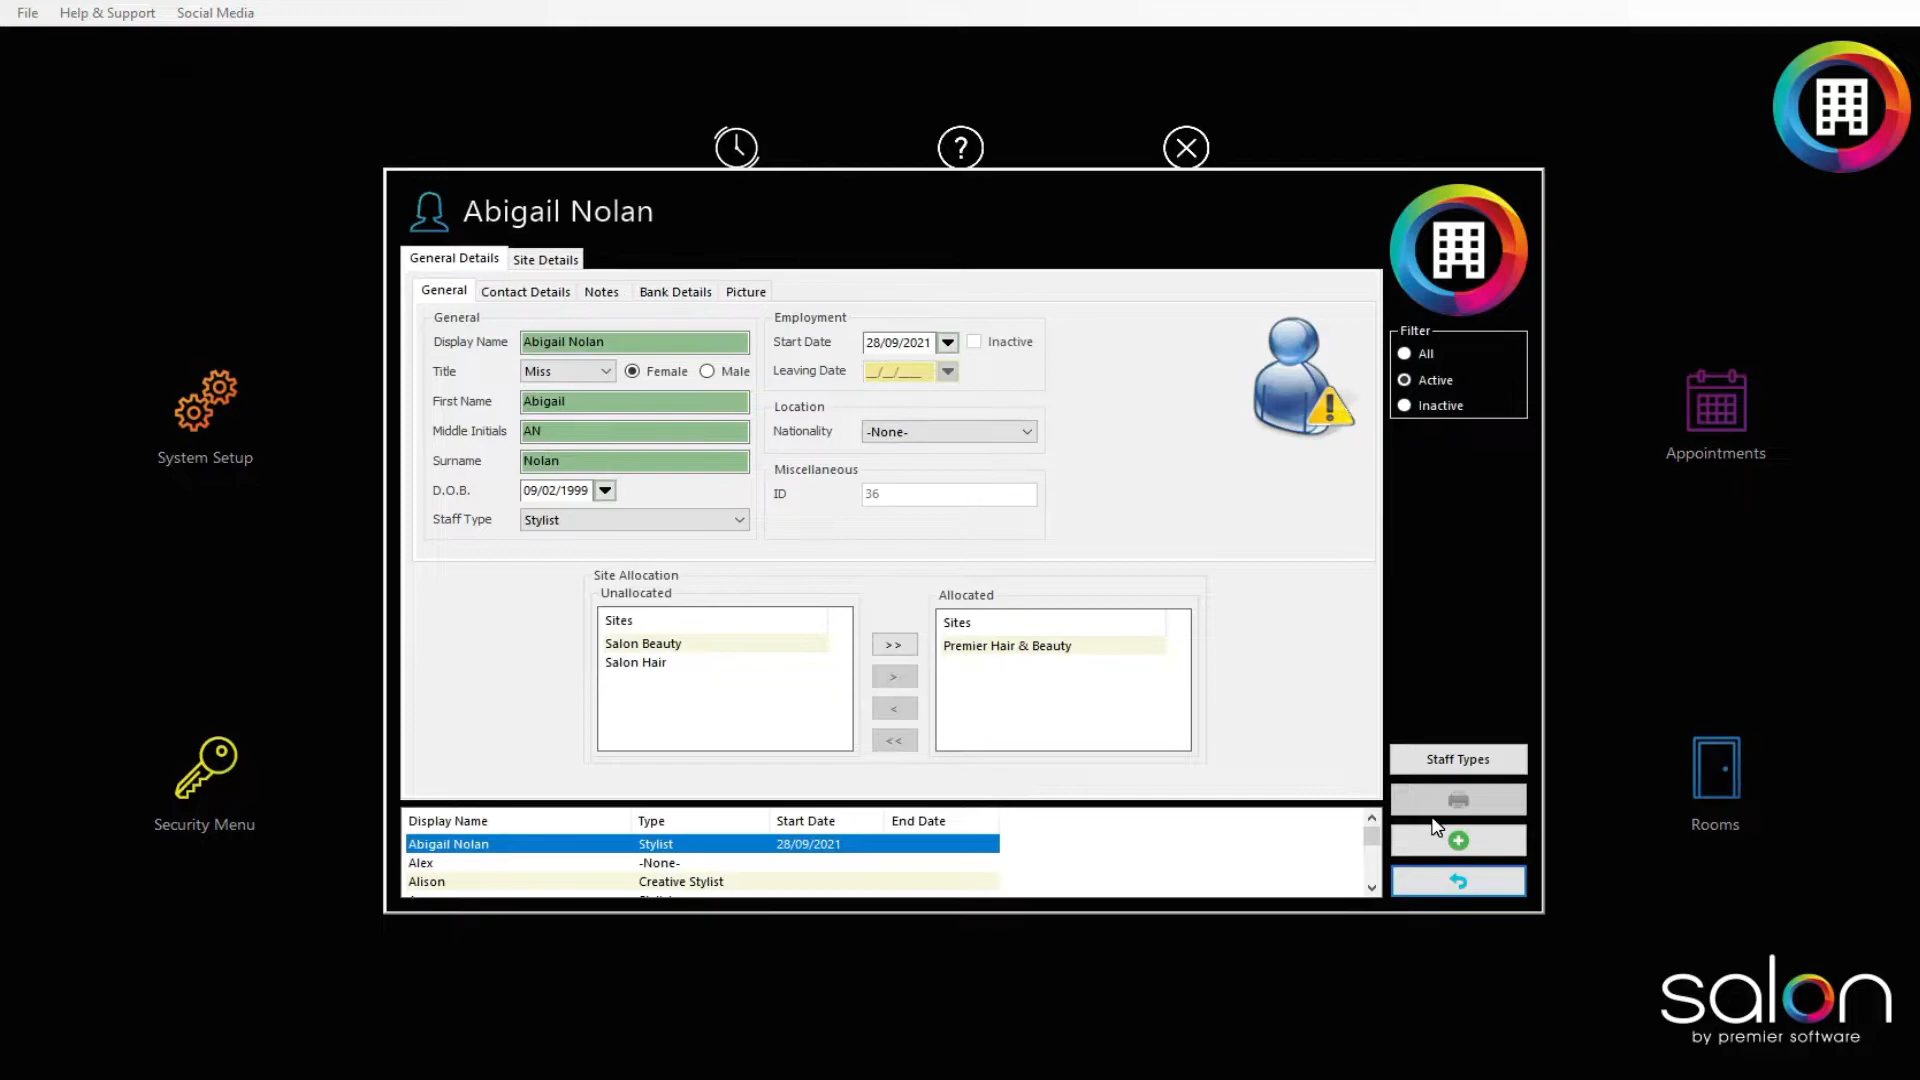 File Help & Support Social Media
Abigail Nolan
General Details Site Details
General Contact Details Notes Bank Details Picture
General
Display Name Abigail Nolan
Title Miss Female Male
First Name Abigail
Middle Initials AN
Surname Nolan
D.O.B. 09/02/1999
Staff Type Stylist
Employment
Start Date 28/09/2021 Inactive
Leaving Date __/__/____
Location
Nationality -None-
Miscellaneous
ID 36
Filter
All
Active
Inactive
System Setup
Appointments
Site Allocation
Unallocated
Sites
Salon Beauty
Salon Hair
>>
>
<
<<
Allocated
Sites
Premier Hair & Beauty
Security Menu
Staff Types
Rooms
Display Name Type Start Date End Date
Abigail Nolan Stylist 28/09/2021
Alex -None-
Alison Creative Stylist
salon
by premier software